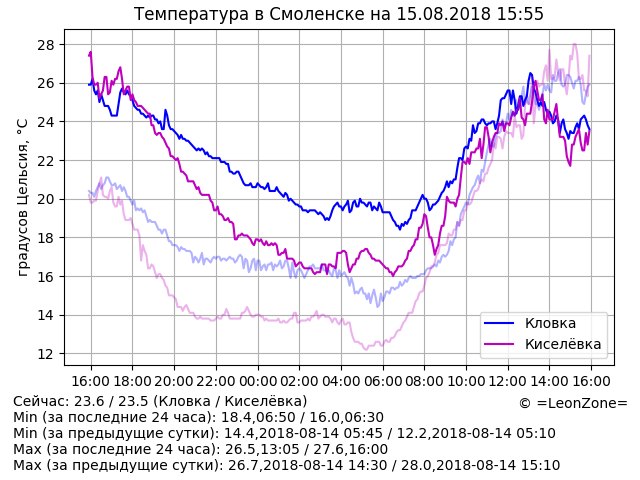 Температура в Смоленске на 15.08.2018 15:55
градусов Цельсия, °C
28
26
24
22
20
18
16
14
12
Кловка
Киселёвка
16:00 18:00 20:00 22:00 00:00 02:00 04:00 06:00 08:00 10:00 12:00 14:00 16:00
Сейчас: 23.6 / 23.5 (Кловка / Киселёвка)
© =LeonZone=
Min (за последние 24 часа): 18.4,06:50 / 16.0,06:30
Min (за предыдущие сутки): 14.4,2018-08-14 05:45 / 12.2,2018-08-14 05:10
Max (за последние 24 часа): 26.5,13:05 / 27.6,16:00
Max (за предыдущие сутки): 26.7,2018-08-14 14:30 / 28.0,2018-08-14 15:10